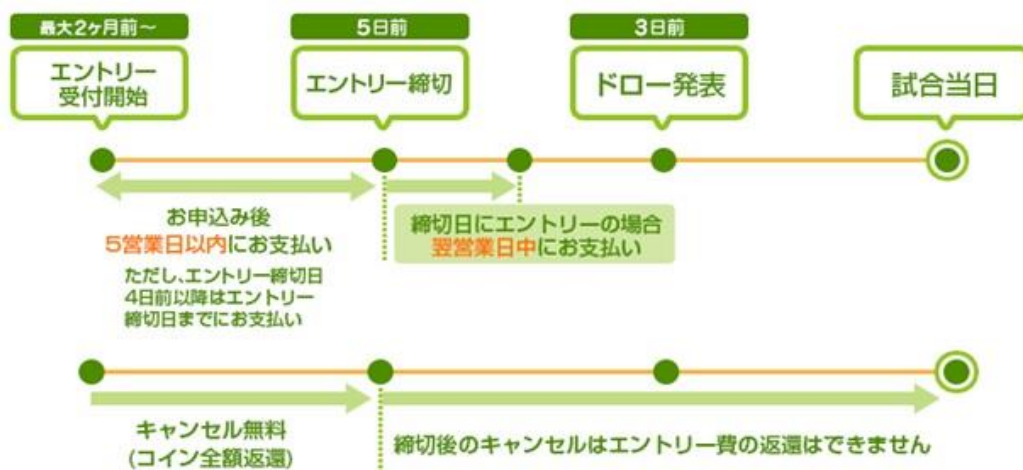 最大2ヶ月前～
エントリー
受付開始
5日前
エントリー締切
3日前
ドロー発表
試合当日
お申込み後
5営業日以内にお支払い
ただし、エントリー締切日
4日前以降はエントリー
締切日までにお支払い
締切日にエントリーの場合
翌営業日中にお支払い
キャンセル無料
(コイン全額返還)
締切後のキャンセルはエントリー費の返還はできません